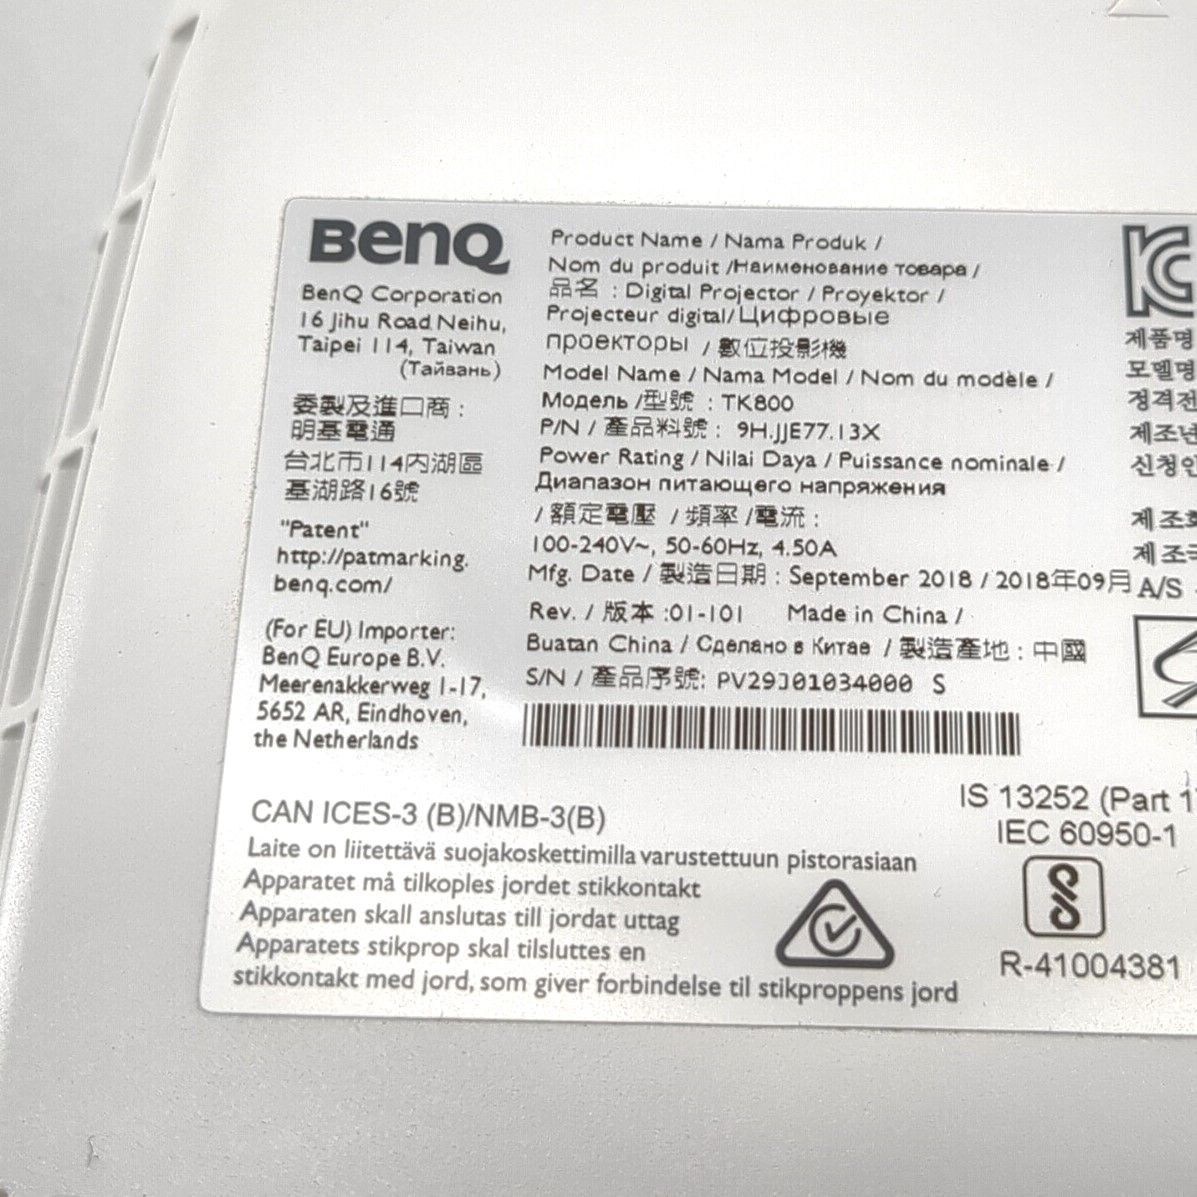 BenQ
BenQ Corporation
16 Jihu Road, Neihu,
Taipei 114, Taiwan
(Тайвань)
委製及進口商 :
明基電通
台北市114內湖區
基湖路16號
"Patent"
http://patmarking.
benq.com/
(For EU) Importer:
BenQ Europe B.V.
Meerenakkerweg 1-17,
5652 AR, Eindhoven,
the Netherlands
Product Name / Nama Produk /
Nom du produit /Наименование товара /
品名 : Digital Projector / Proyektor /
Projecteur digital/Цифровые
проекторы / 數位投影機
Model Name / Nama Model / Nom du modèle /
Модель /型號 : TK800
P/N / 產品料號 : 9H.JJE77.13X
Power Rating / Nilai Daya / Puissance nominale /
Диапазон питающего напряжения
/ 額定電壓 / 頻率 /電流 :
100-240V~, 50-60Hz, 4.50A
Mfg. Date / 製造日期 : September 2018 / 2018年09月
Rev. / 版本 :01-101 Made in China /
Buatan China / Сделано в Китае / 製造產地 : 中國
S/N / 產品序號: PV29J01034000 S
제품명
모델명
정격전
제조년
신청인
제조
제조국
A/S
CAN ICES-3 (B)/NMB-3(B)
Laite on liitettävä suojakoskettimilla varustettuun pistorasiaan
Apparatet må tilkoples jordet stikkontakt
Apparaten skall anslutas till jordat uttag
Apparatets stikprop skal tilsluttes en
stikkontakt med jord, som giver forbindelse til stikproppens jord
IS 13252 (Part 1
IEC 60950-1
R-41004381